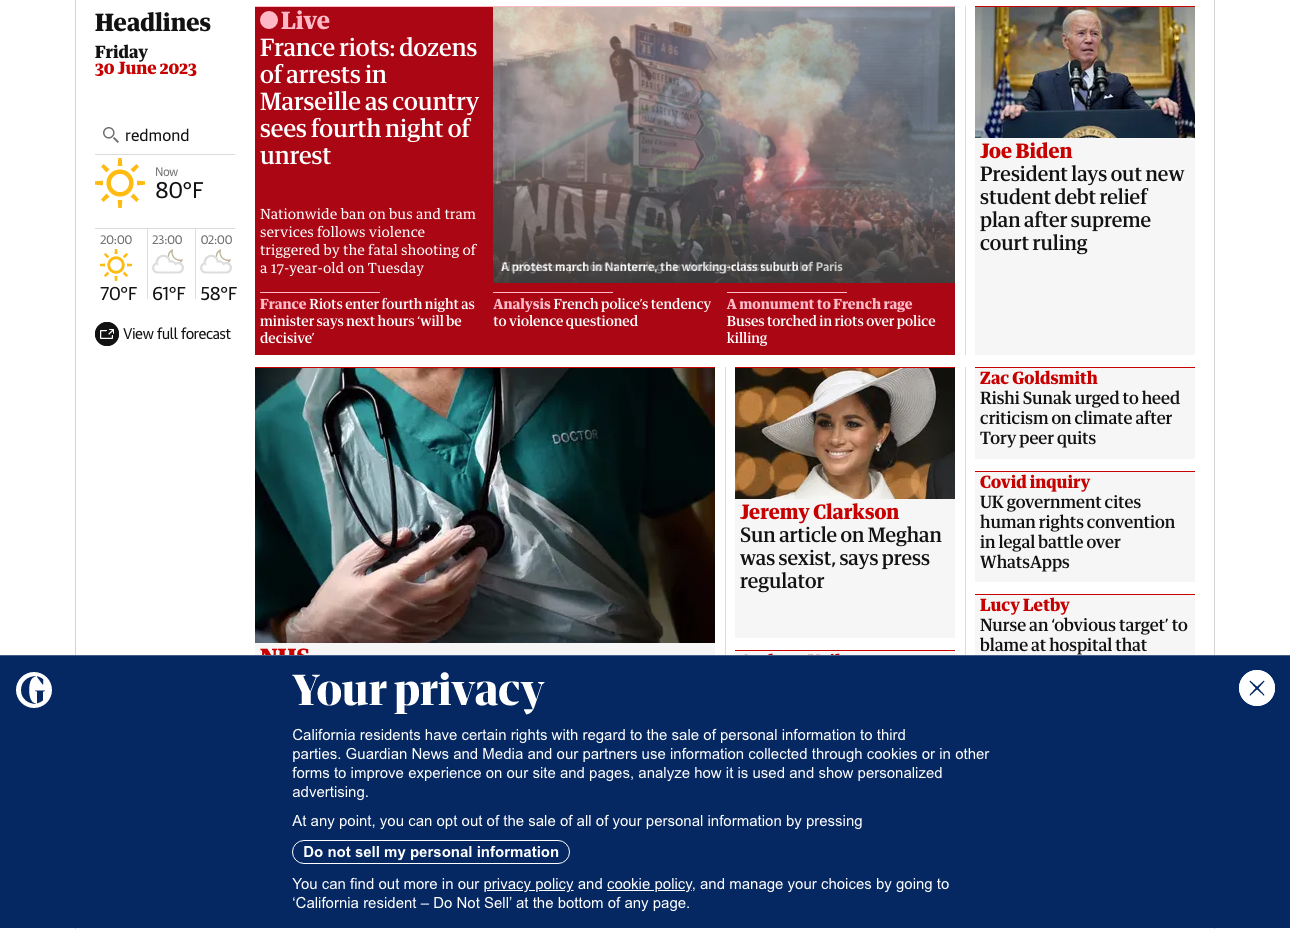 Headlines
Friday
30 June 2023
redmond
Now
80°F
20:00
70°F
23:00
61°F
02:00
58°F
View full forecast
Live
France riots: dozens
of arrests in
Marseille as country
sees fourth night of
unrest
Nationwide ban on bus and tram
services follows violence
triggered by the fatal shooting of
a 17-year-old on Tuesday
A86
A protest march in Nanterre, the working-class suburb of Paris
France Riots enter fourth night as
minister says next hours ‘will be
decisive’
Analysis French police’s tendency
to violence questioned
A monument to French rage
Buses torched in riots over police
killing
Joe Biden
President lays out new
student debt relief
plan after supreme
court ruling
DOCTOR
Jeremy Clarkson
Sun article on Meghan
was sexist, says press
regulator
Zac Goldsmith
Rishi Sunak urged to heed
criticism on climate after
Tory peer quits
Covid inquiry
UK government cites
human rights convention
in legal battle over
WhatsApps
Lucy Letby
Nurse an ‘obvious target’ to
blame at hospital that
NHS
Your privacy
California residents have certain rights with regard to the sale of personal information to third
parties. Guardian News and Media and our partners use information collected through cookies or in other
forms to improve experience on our site and pages, analyze how it is used and show personalized
advertising.
At any point, you can opt out of the sale of all of your personal information by pressing
Do not sell my personal information
You can find out more in our privacy policy and cookie policy, and manage your choices by going to
‘California resident – Do Not Sell’ at the bottom of any page.